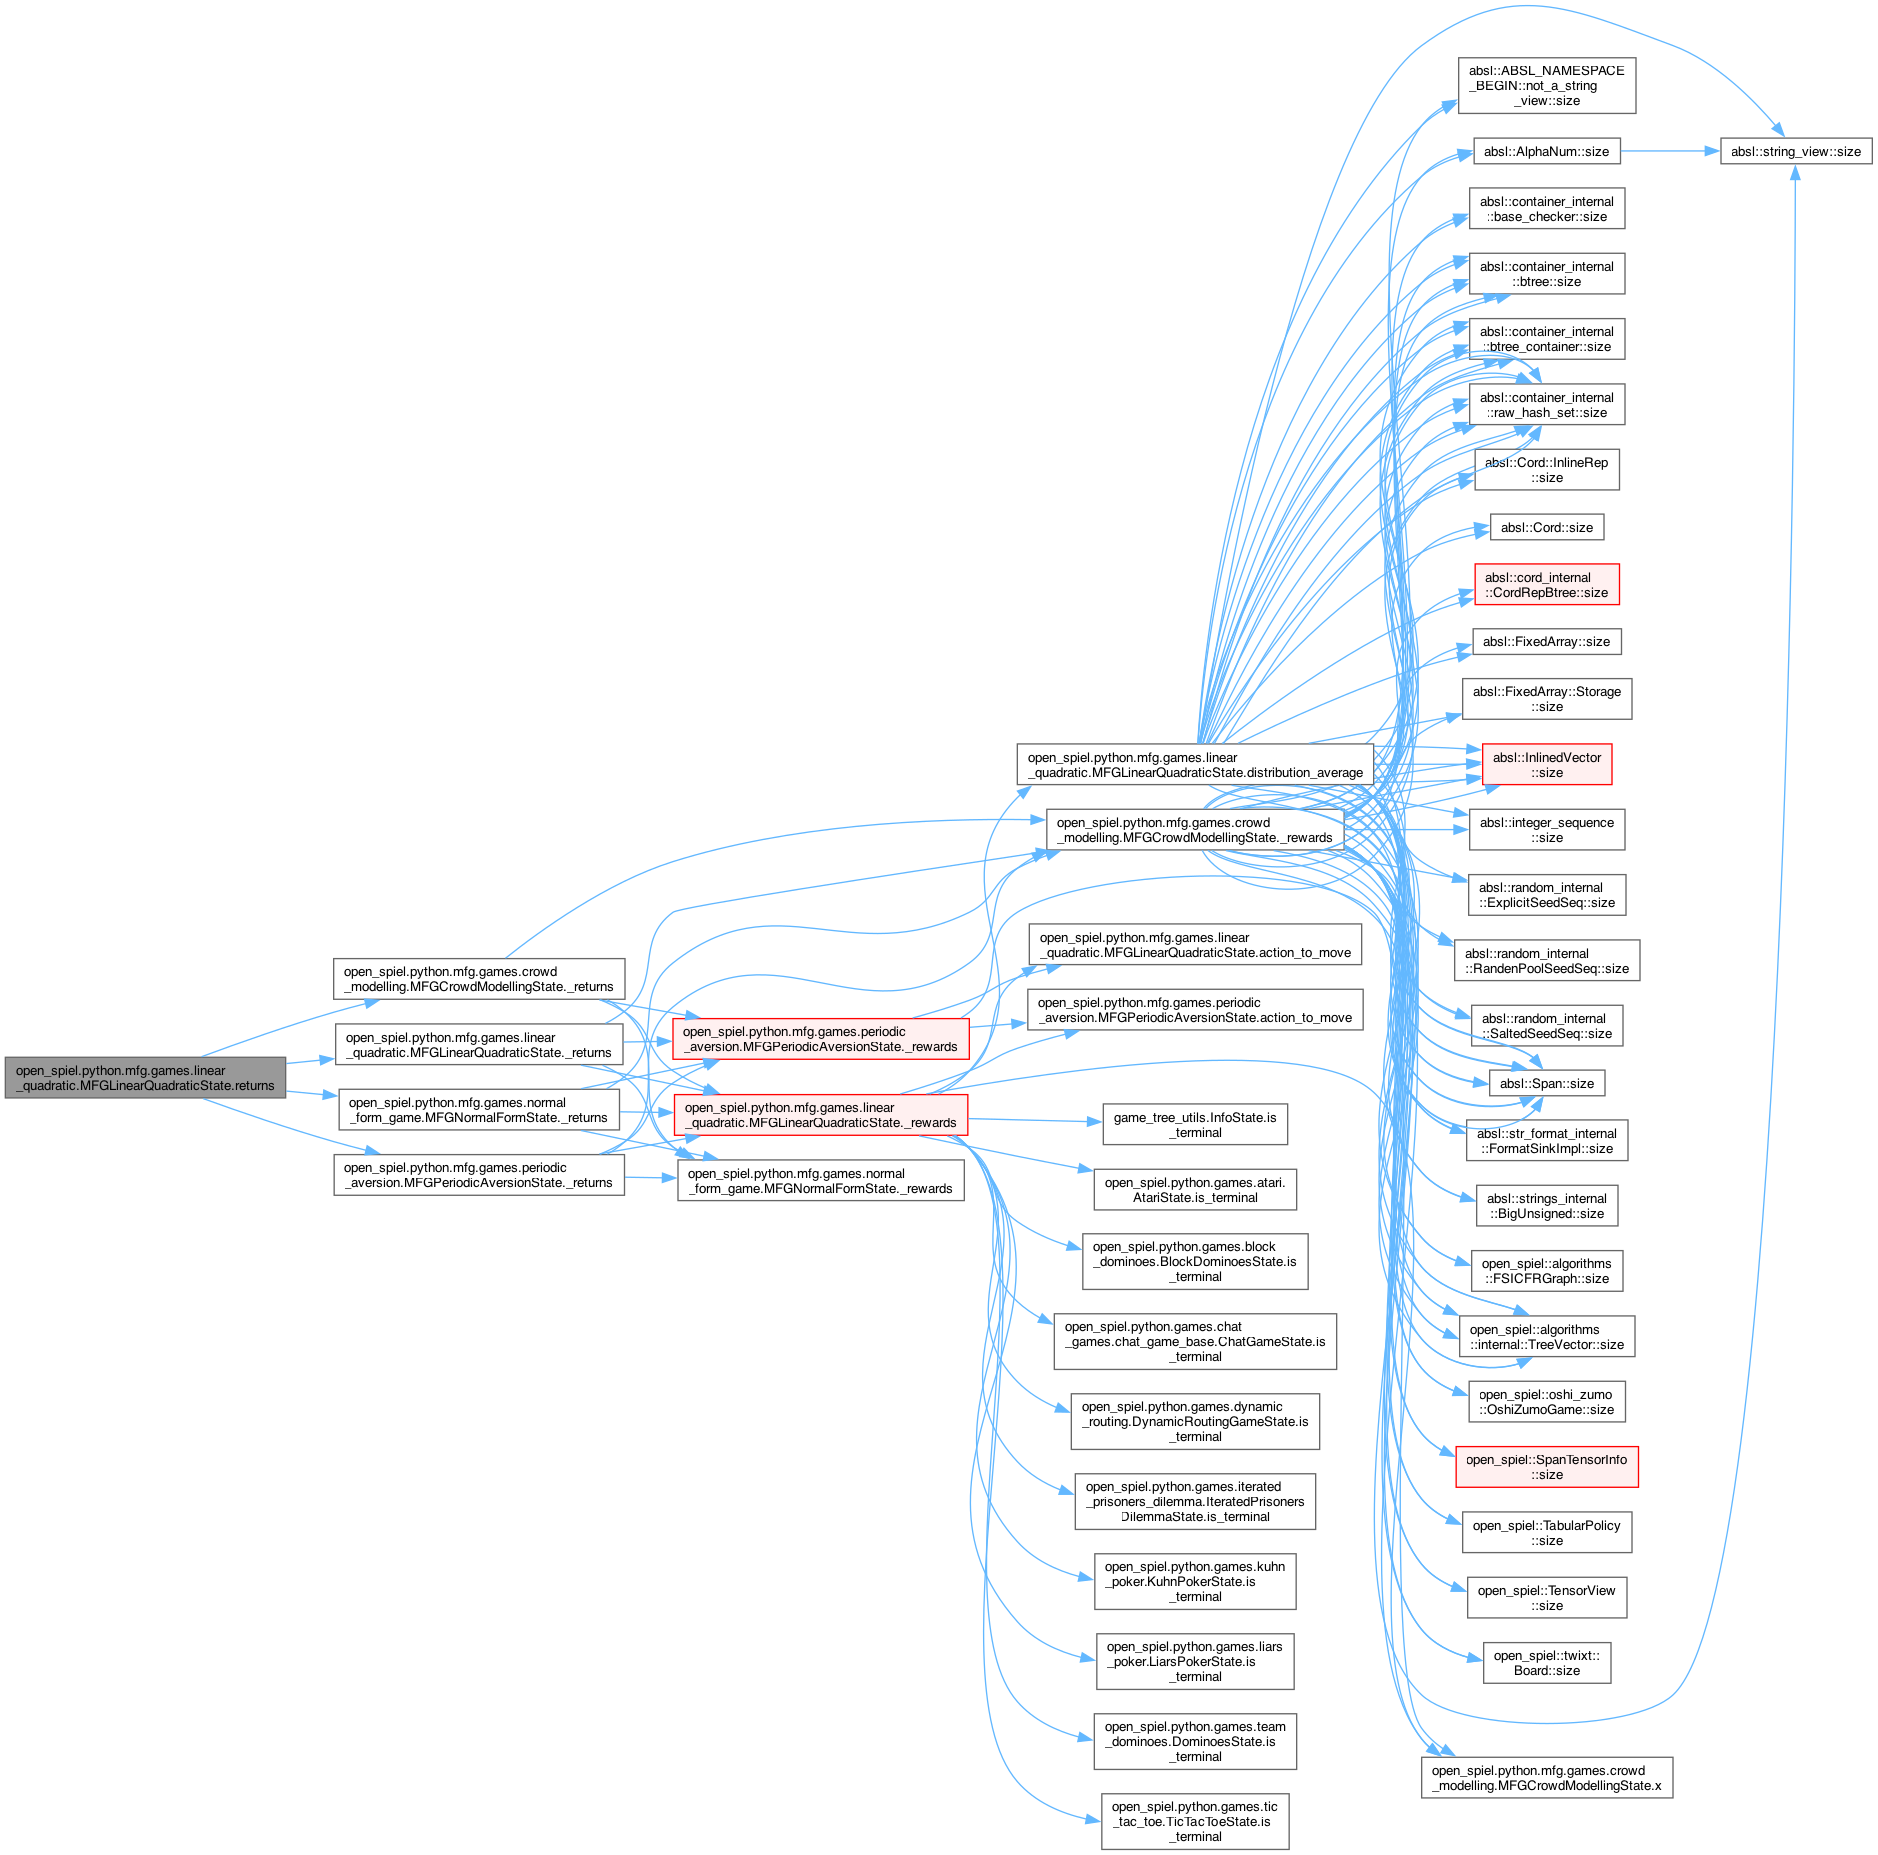 open_spiel.python.mfg.games.linear
_quadratic.MFGLinearQuadraticState.returns
open_spiel.python.mfg.games.crowd
_modelling.MFGCrowdModellingState._returns
open_spiel.python.mfg.games.linear
_quadratic.MFGLinearQuadraticState._returns
open_spiel.python.mfg.games.normal
_form_game.MFGNormalFormState._returns
open_spiel.python.mfg.games.periodic
_aversion.MFGPeriodicAversionState._returns
open_spiel.python.mfg.games.periodic
_aversion.MFGPeriodicAversionState._rewards
open_spiel.python.mfg.games.linear
_quadratic.MFGLinearQuadraticState._rewards
open_spiel.python.mfg.games.normal
_form_game.MFGNormalFormState._rewards
open_spiel.python.mfg.games.linear
_quadratic.MFGLinearQuadraticState.distribution_average
open_spiel.python.mfg.games.crowd
_modelling.MFGCrowdModellingState._rewards
open_spiel.python.mfg.games.linear
_quadratic.MFGLinearQuadraticState.action_to_move
open_spiel.python.mfg.games.periodic
_aversion.MFGPeriodicAversionState.action_to_move
game_tree_utils.InfoState.is
_terminal
open_spiel.python.games.atari.
AtariState.is_terminal
open_spiel.python.games.block
_dominoes.BlockDominoesState.is
_terminal
open_spiel.python.games.chat
_games.chat_game_base.ChatGameState.is
_terminal
open_spiel.python.games.dynamic
_routing.DynamicRoutingGameState.is
_terminal
open_spiel.python.games.iterated
_prisoners_dilemma.IteratedPrisoners
DilemmaState.is_terminal
open_spiel.python.games.kuhn
_poker.KuhnPokerState.is
_terminal
open_spiel.python.games.liars
_poker.LiarsPokerState.is
_terminal
open_spiel.python.games.team
_dominoes.DominoesState.is
_terminal
open_spiel.python.games.tic
_tac_toe.TicTacToeState.is
_terminal
absl::ABSL_NAMESPACE
_BEGIN::not_a_string
_view::size
absl::AlphaNum::size
absl::container_internal
::base_checker::size
absl::container_internal
::btree::size
absl::container_internal
::btree_container::size
absl::container_internal
::raw_hash_set::size
absl::Cord::InlineRep
::size
absl::Cord::size
absl::cord_internal
::CordRepBtree::size
absl::FixedArray::size
absl::FixedArray::Storage
::size
absl::InlinedVector
::size
absl::integer_sequence
::size
absl::random_internal
::ExplicitSeedSeq::size
absl::random_internal
::RandenPoolSeedSeq::size
absl::random_internal
::SaltedSeedSeq::size
absl::Span::size
absl::str_format_internal
::FormatSinkImpl::size
absl::strings_internal
::BigUnsigned::size
open_spiel::algorithms
::FSICFRGraph::size
open_spiel::algorithms
::internal::TreeVector::size
open_spiel::oshi_zumo
::OshiZumoGame::size
open_spiel::SpanTensorInfo
::size
open_spiel::TabularPolicy
::size
open_spiel::TensorView
::size
open_spiel::twixt::
Board::size
open_spiel.python.mfg.games.crowd
_modelling.MFGCrowdModellingState.x
absl::string_view::size